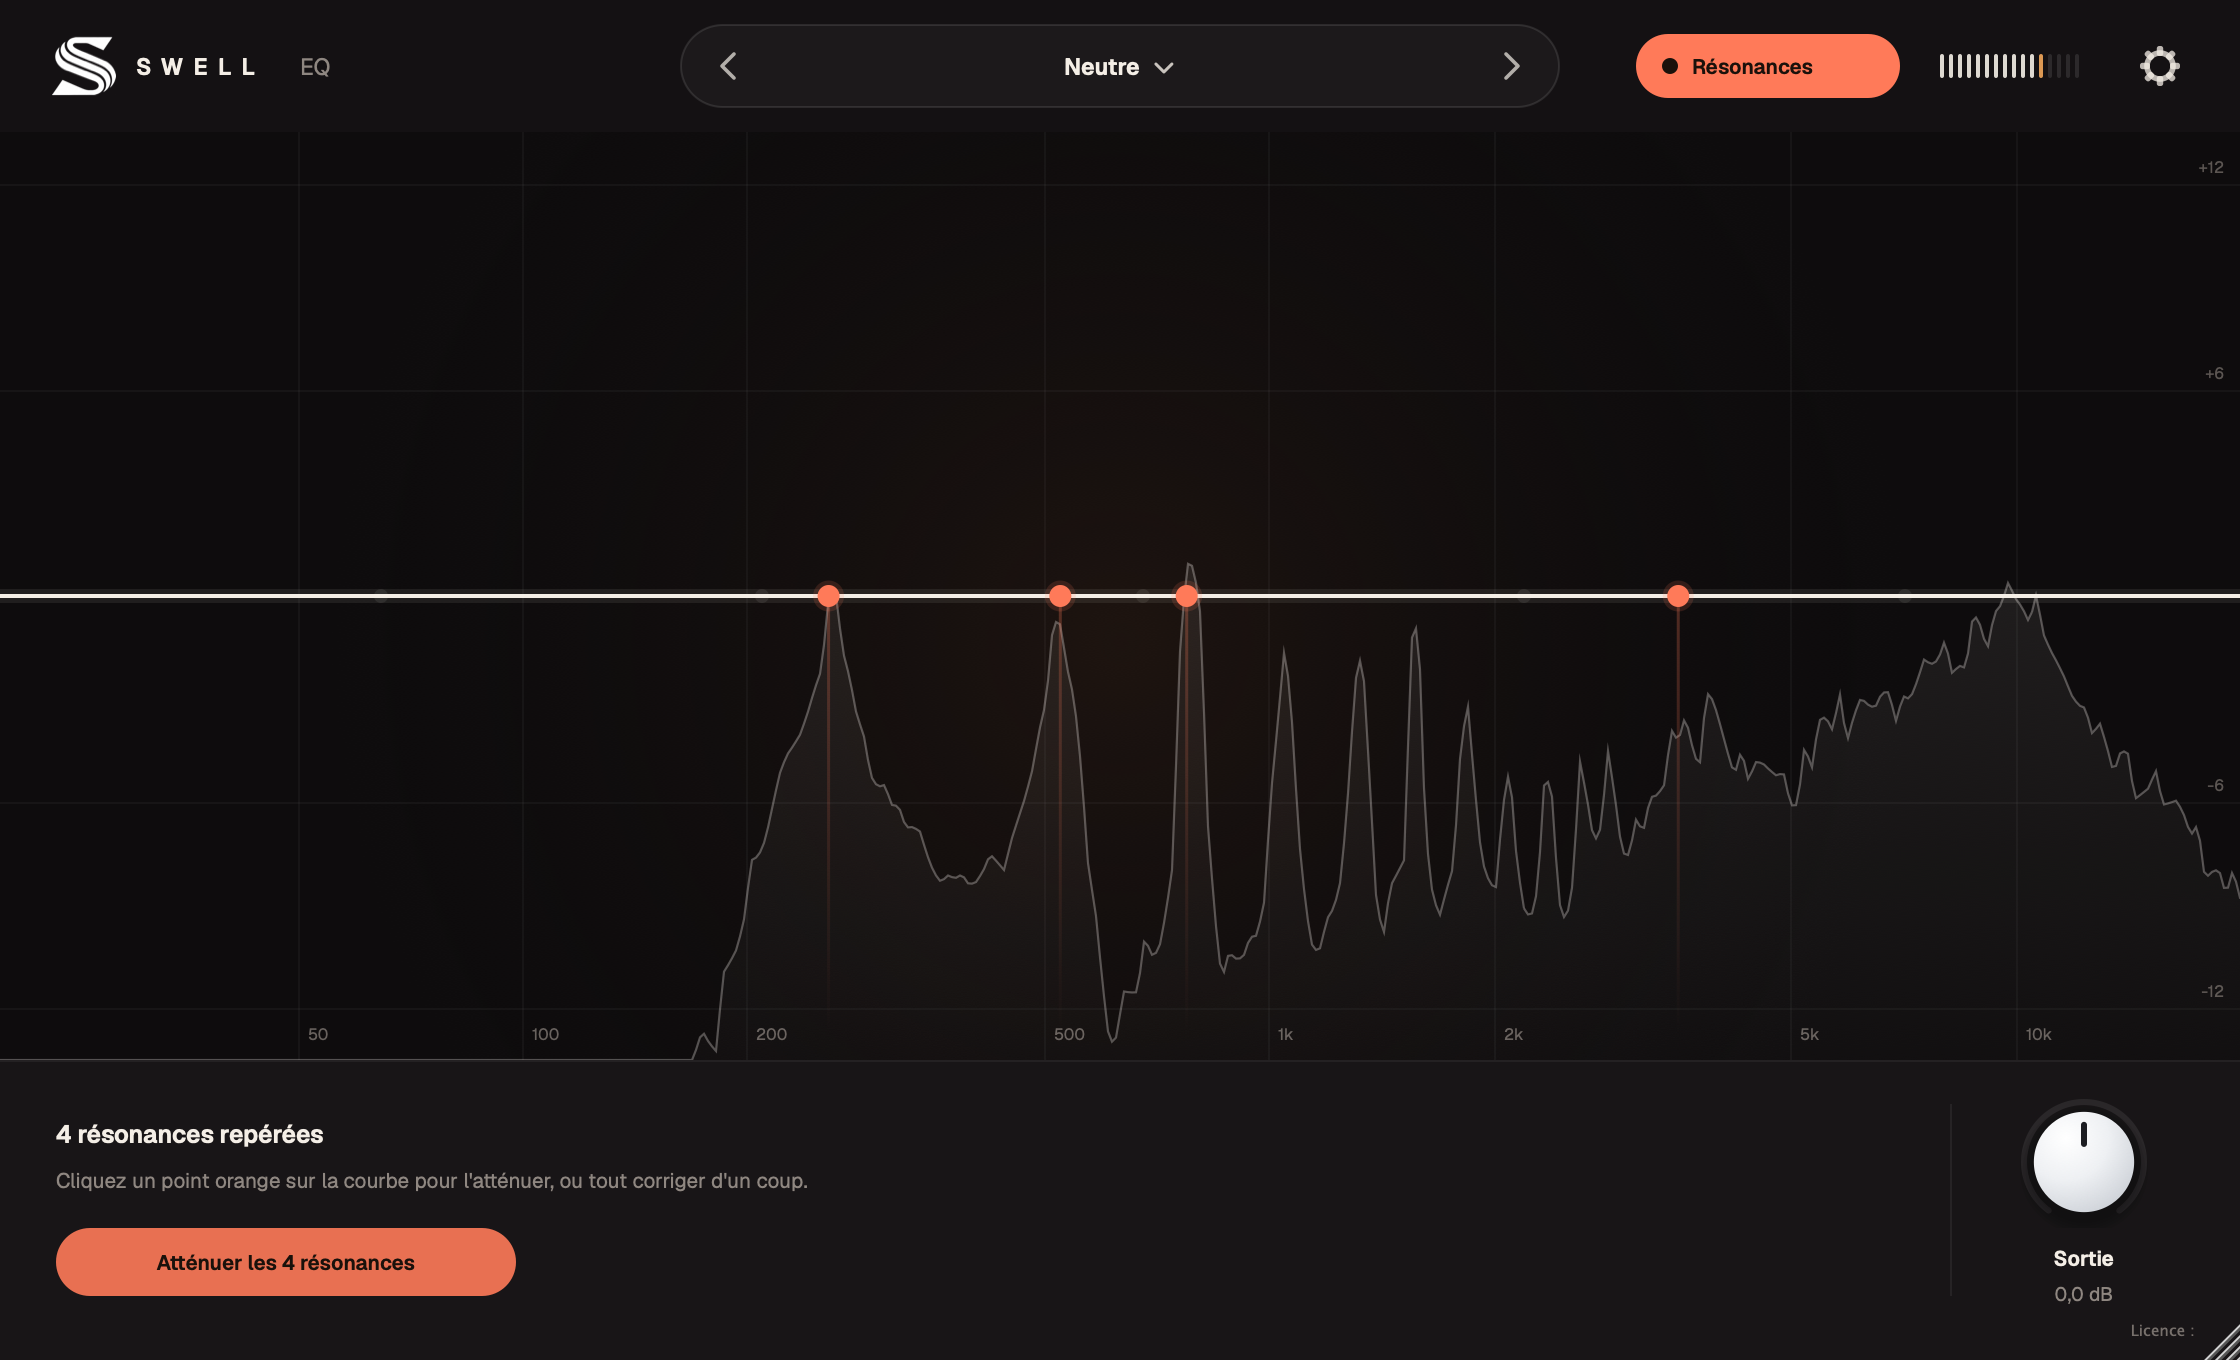 SWELL EQ
Neutre
Résonances
+12
+6
-6
-12
50 100 200 500 1k 2k 5k 10k
4 résonances repérées
Cliquez un point orange sur la courbe pour l'atténuer, ou tout corriger d'un coup.
Atténuer les 4 résonances
Sortie
0,0 dB
Licence :